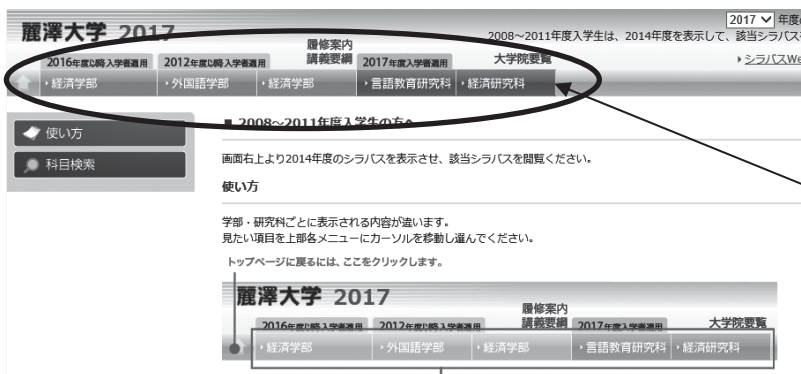 麗澤大学 2017
2017 年度
2008～2011年度入学生は、2014年度を表示して、該当シラバス
履修案内
講義要綱
大学院要覧
シラバスWe
2016年度以降入学者適用
2012年度以降入学者適用
2017年度入学者適用
・経済学部
・外国語学部
・経済学部
・言語教育研究科
・経済研究科
使い方
科目検索
■ 2008～2011年度入学生の方へ
画面右上より2014年度のシラバスを表示させ、該当シラバスを閲覧ください。
使い方
学部・研究科ごとに表示される内容が違います。
見たい項目を上部各メニューにカーソルを移動し選んでください。
トップページに戻るには、ここをクリックします。
麗澤大学 2017
履修案内
講義要綱
大学院要覧
2016年度以降入学者適用
2012年度以降入学者適用
2017年度入学者適用
・経済学部
・外国語学部
・経済学部
・言語教育研究科
・経済研究科